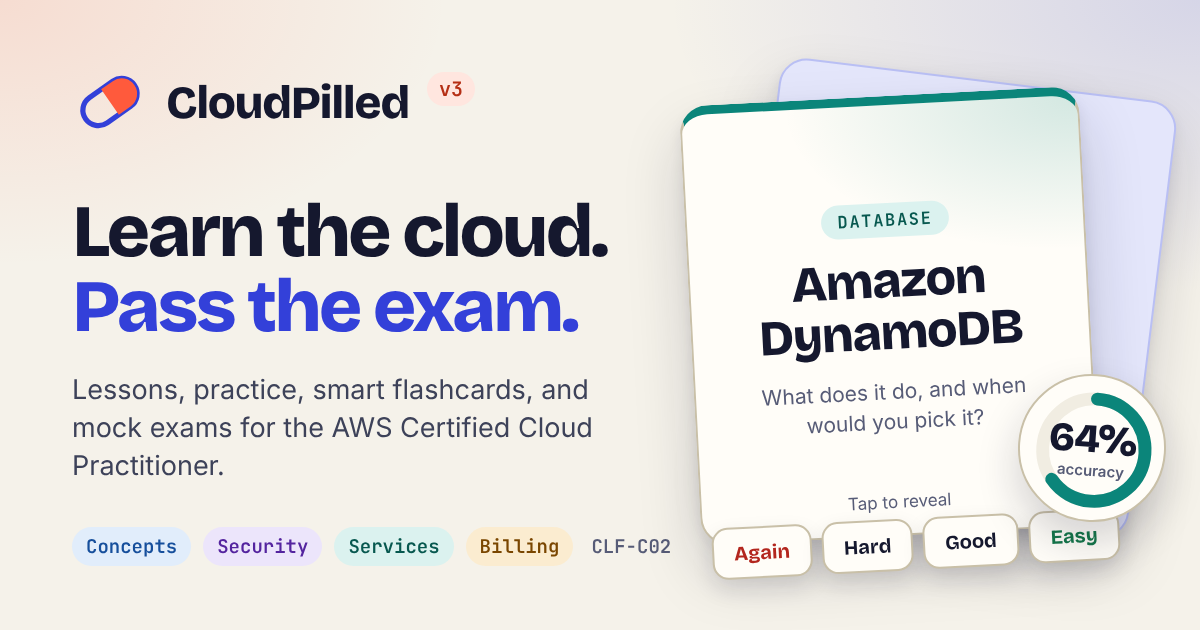 CloudPilled
v3
Learn the cloud.
Pass the exam.
Lessons, practice, smart flashcards, and
mock exams for the AWS Certified Cloud
Practitioner.
Concepts
Security
Services
Billing
CLF-C02
DATABASE
Amazon
DynamoDB
What does it do, and when
would you pick it?
Tap to reveal
64%
accuracy
Again
Hard
Good
Easy